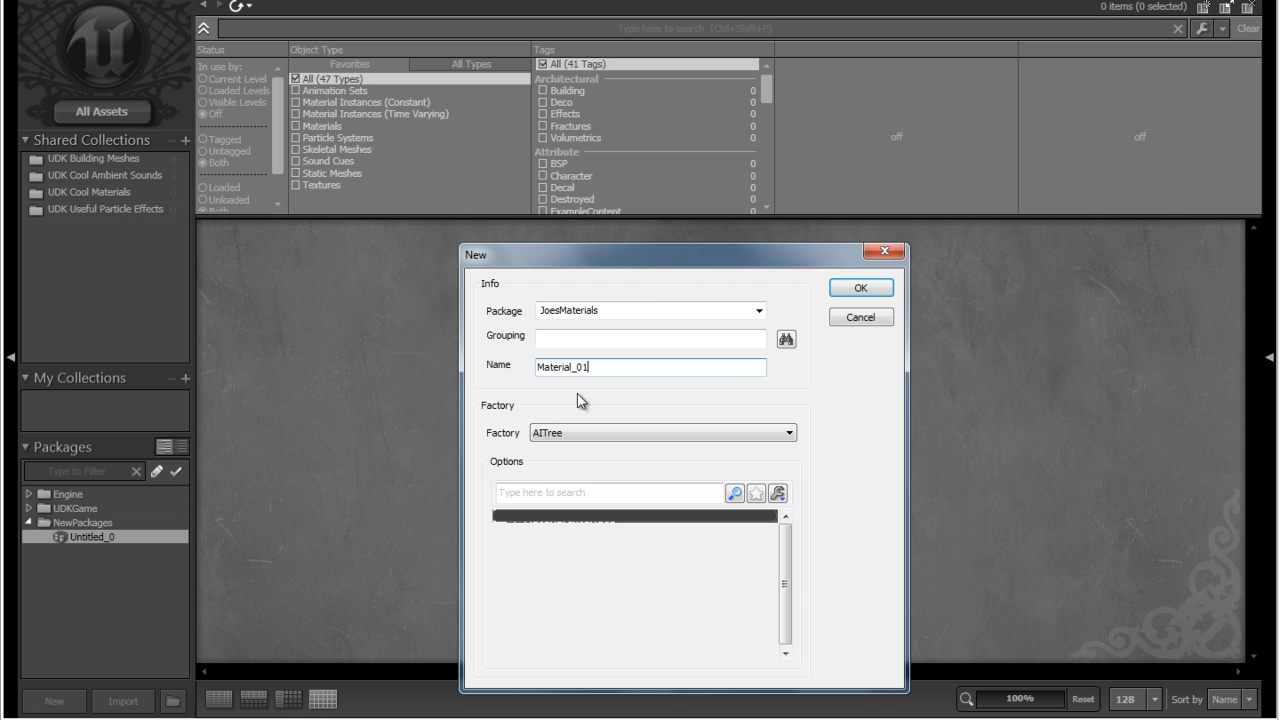 0 items (0 selected)
Type here to search (Ctrl+Shift+F)
Clear
Status
Object Type
Tags
In use by:
Current Level
Loaded Levels
Visible Levels
Off
Tagged
Untagged
Both
Loaded
Unloaded
Both
Favorites
All Types
All (47 Types)
Animation Sets
Material Instances (Constant)
Material Instances (Time Varying)
Materials
Particle Systems
Skeletal Meshes
Sound Cues
Static Meshes
Textures
All (41 Tags)
Architectural
Building 0
Deco 0
Effects 0
Fractures 0
Volumetrics 0
Attribute
BSP 0
Character 0
Decal 0
Destroyed 0
ExampleContent 0
off
off
All Assets
Shared Collections
UDK Building Meshes
UDK Cool Ambient Sounds
UDK Cool Materials
UDK Useful Particle Effects
My Collections
Packages
Type to Filter
Engine
UDKGame
NewPackages
Untitled_0
New
Import
New
Info
Package JoesMaterials
Grouping
Name Material_01
OK
Cancel
Factory
Factory AITree
Options
Type here to search
100%
Reset
128
Sort by Name